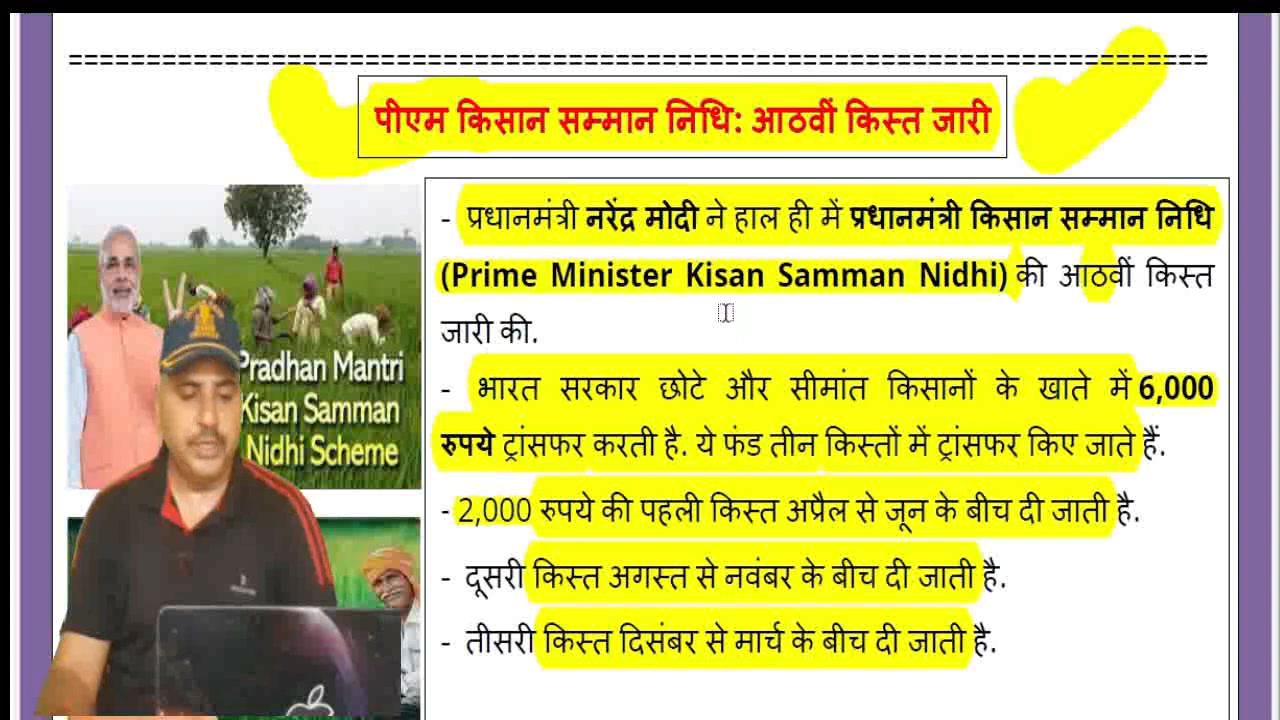 ==========================================================================
पीएम किसान सम्मान निधि: आठवीं किस्त जारी
- प्रधानमंत्री नरेंद्र मोदी ने हाल ही में प्रधानमंत्री किसान सम्मान निधि
(Prime Minister Kisan Samman Nidhi) की आठवीं किस्त
जारी की.
- भारत सरकार छोटे और सीमांत किसानों के खाते में 6,000
रुपये ट्रांसफर करती है. ये फंड तीन किस्तों में ट्रांसफर किए जाते हैं.
- 2,000 रुपये की पहली किस्त अप्रैल से जून के बीच दी जाती है.
- दूसरी किस्त अगस्त से नवंबर के बीच दी जाती है.
- तीसरी किस्त दिसंबर से मार्च के बीच दी जाती है.
Pradhan Mantri
Kisan Samman
Nidhi Scheme